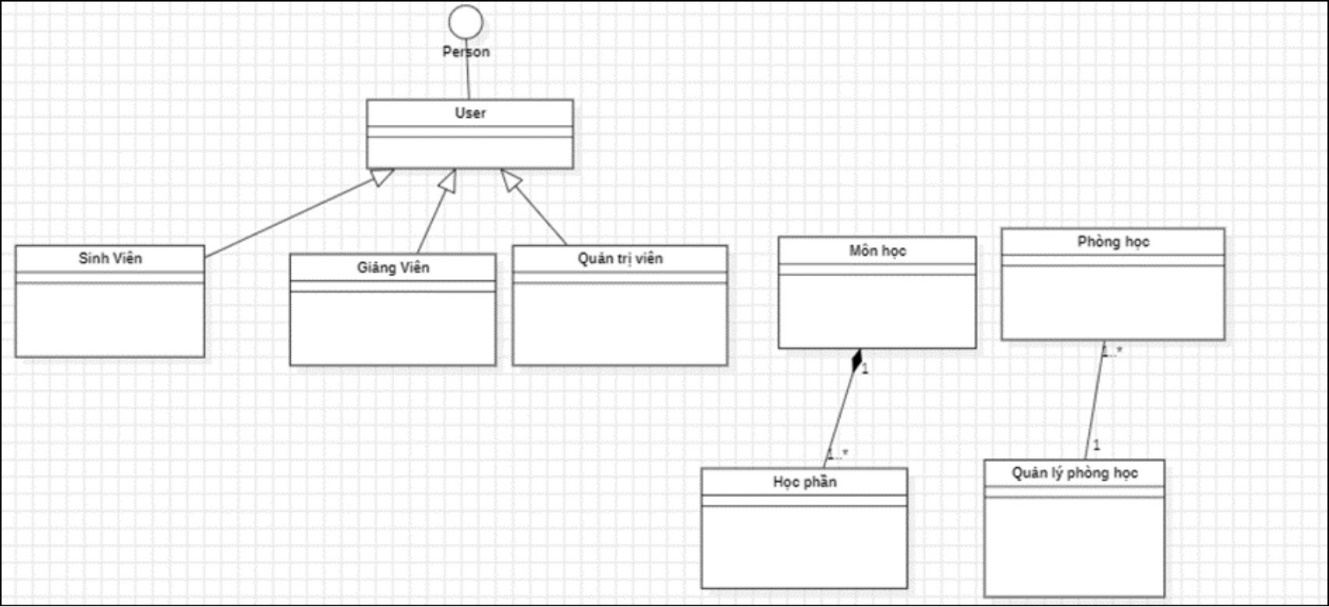 Person
User
Sinh Viên
Giảng Viên
Quản trị viên
Môn học
Phòng học
1
1..*
1..*
1
Học phần
Quản lý phòng học